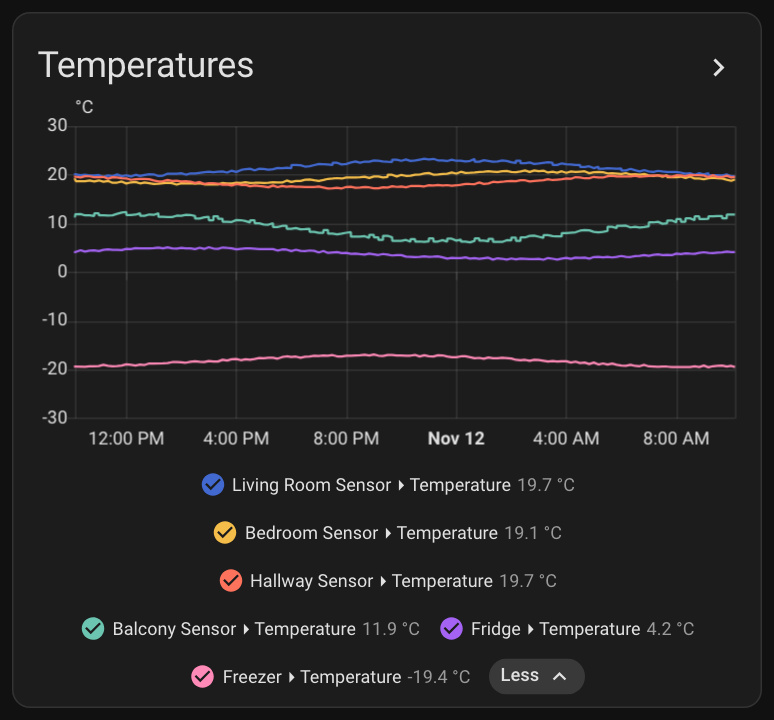 Temperatures
°C
30
20
10
0
-10
-20
-30
12:00 PM 4:00 PM 8:00 PM Nov 12 4:00 AM 8:00 AM
Living Room Sensor ▸ Temperature 19.7 °C
Bedroom Sensor ▸ Temperature 19.1 °C
Hallway Sensor ▸ Temperature 19.7 °C
Balcony Sensor ▸ Temperature 11.9 °C Fridge ▸ Temperature 4.2 °C
Freezer ▸ Temperature -19.4 °C Less